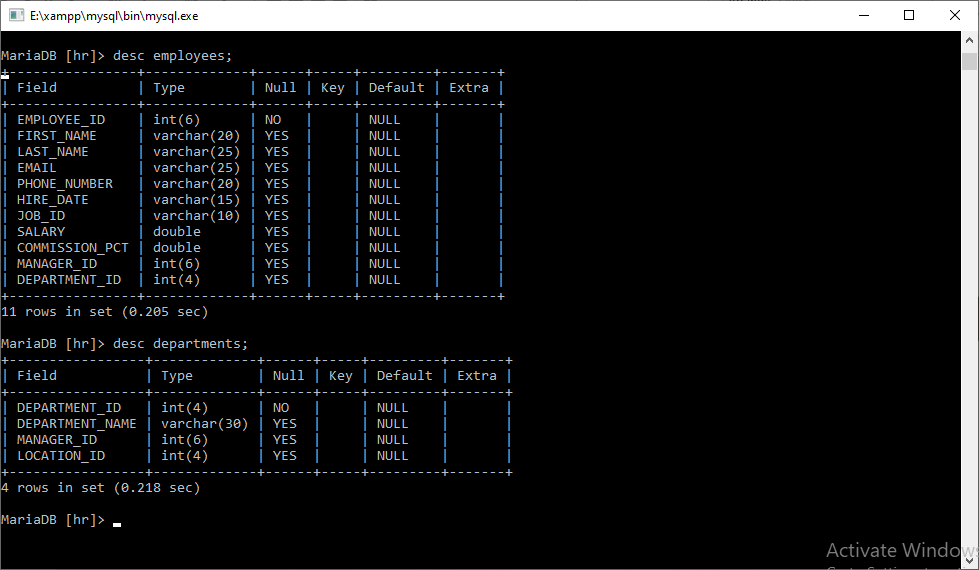 E:\xampp\mysql\bin\mysql.exe
MariaDB [hr]> desc employees;
+----------------+-------------+------+-----+---------+-------+
| Field          | Type        | Null | Key | Default | Extra |
+----------------+-------------+------+-----+---------+-------+
| EMPLOYEE_ID    | int(6)      | NO   |     | NULL    |       |
| FIRST_NAME     | varchar(20) | YES  |     | NULL    |       |
| LAST_NAME      | varchar(25) | YES  |     | NULL    |       |
| EMAIL          | varchar(25) | YES  |     | NULL    |       |
| PHONE_NUMBER   | varchar(20) | YES  |     | NULL    |       |
| HIRE_DATE      | varchar(15) | YES  |     | NULL    |       |
| JOB_ID         | varchar(10) | YES  |     | NULL    |       |
| SALARY         | double      | YES  |     | NULL    |       |
| COMMISSION_PCT | double      | YES  |     | NULL    |       |
| MANAGER_ID     | int(6)      | YES  |     | NULL    |       |
| DEPARTMENT_ID  | int(4)      | YES  |     | NULL    |       |
+----------------+-------------+------+-----+---------+-------+
11 rows in set (0.205 sec)
MariaDB [hr]> desc departments;
+-----------------+-------------+------+-----+---------+-------+
| Field           | Type        | Null | Key | Default | Extra |
+-----------------+-------------+------+-----+---------+-------+
| DEPARTMENT_ID   | int(4)      | NO   |     | NULL    |       |
| DEPARTMENT_NAME | varchar(30) | YES  |     | NULL    |       |
| MANAGER_ID      | int(6)      | YES  |     | NULL    |       |
| LOCATION_ID     | int(4)      | YES  |     | NULL    |       |
+-----------------+-------------+------+-----+---------+-------+
4 rows in set (0.218 sec)
MariaDB [hr]>
Activate Windows